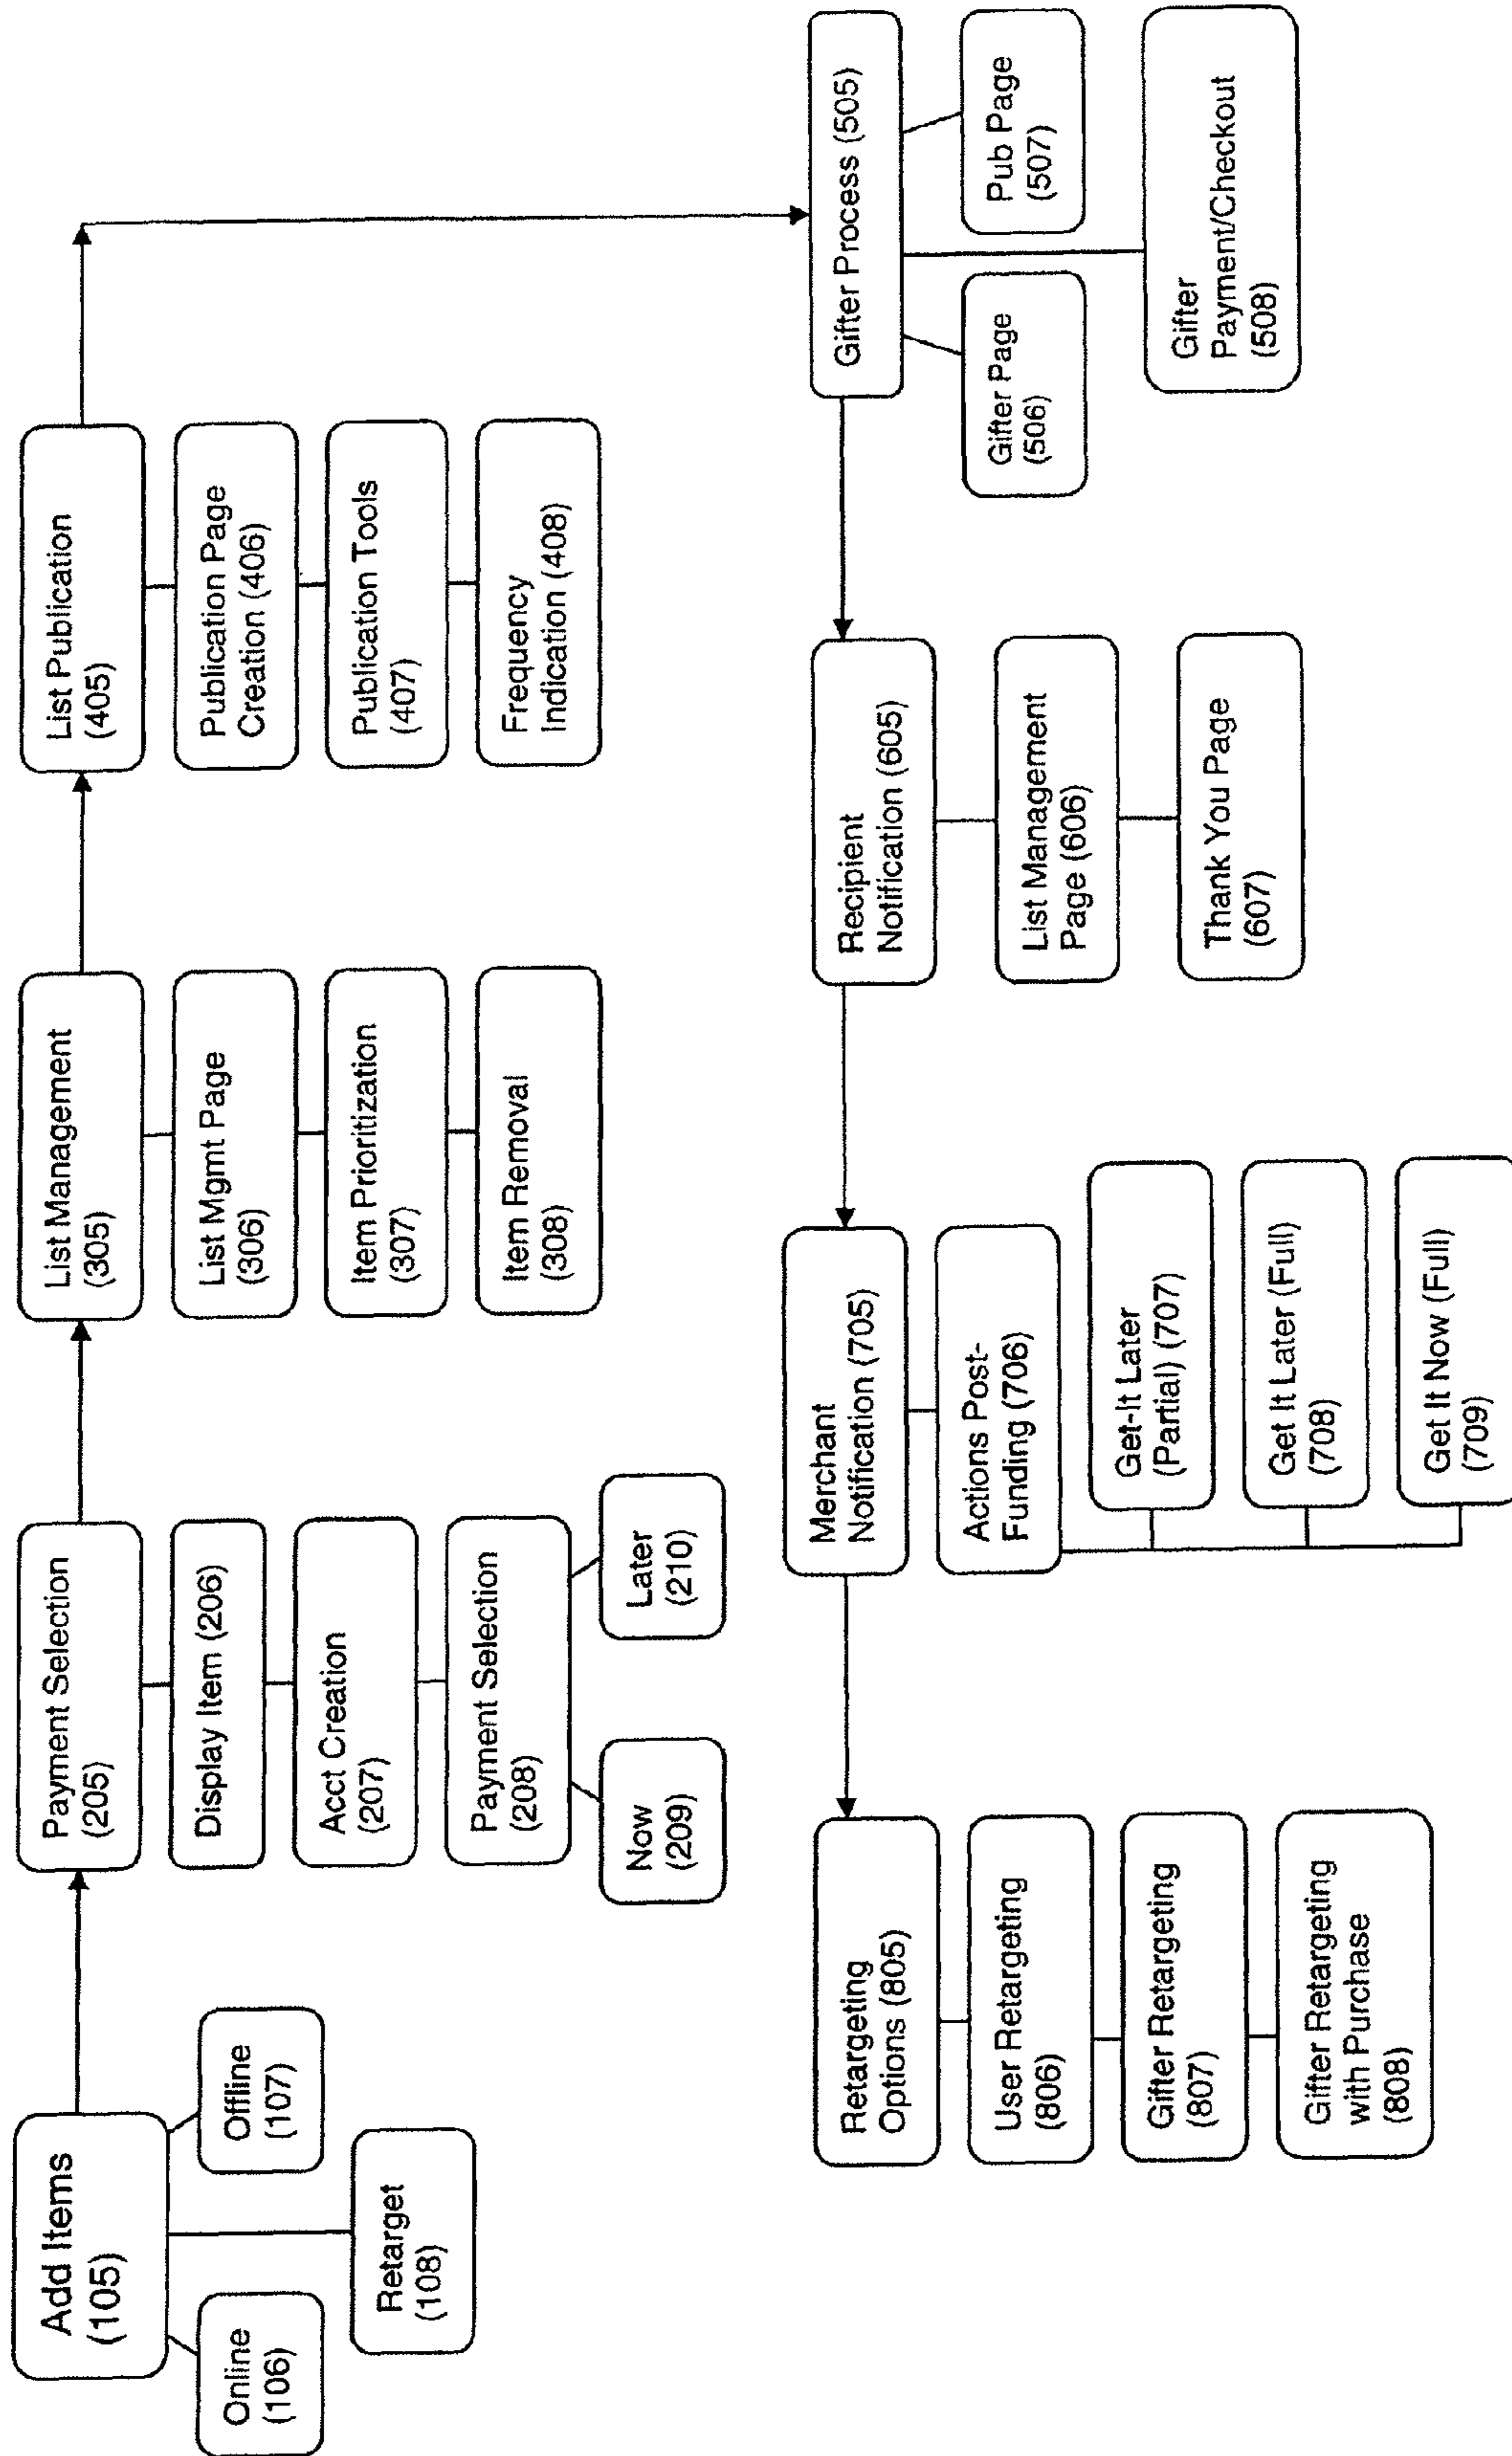 Add Items
(105)
Online
(106)
Offline
(107)
Retarget
(108)
Payment Selection
(205)
Display Item (206)
Acct Creation
(207)
Payment Selection
(208)
Now
(209)
Later
(210)
List Management
(305)
List Mgmt Page
(306)
Item Prioritization
(307)
Item Removal
(308)
List Publication
(405)
Publication Page
Creation (406)
Publication Tools
(407)
Frequency
Indication (408)
Gifter Process (505)
Gifter Page
(506)
Pub Page
(507)
Gifter
Payment/Checkout
(508)
Recipient
Notification (605)
List Management
Page (606)
Thank You Page
(607)
Merchant
Notification (705)
Actions Post-
Funding (706)
Get-It Later
(Partial) (707)
Get It Later (Full)
(708)
Get It Now (Full)
(709)
Retargeting
Options (805)
User Retargeting
(806)
Gifter Retargeting
(807)
Gifter Retargeting
with Purchase
(808)